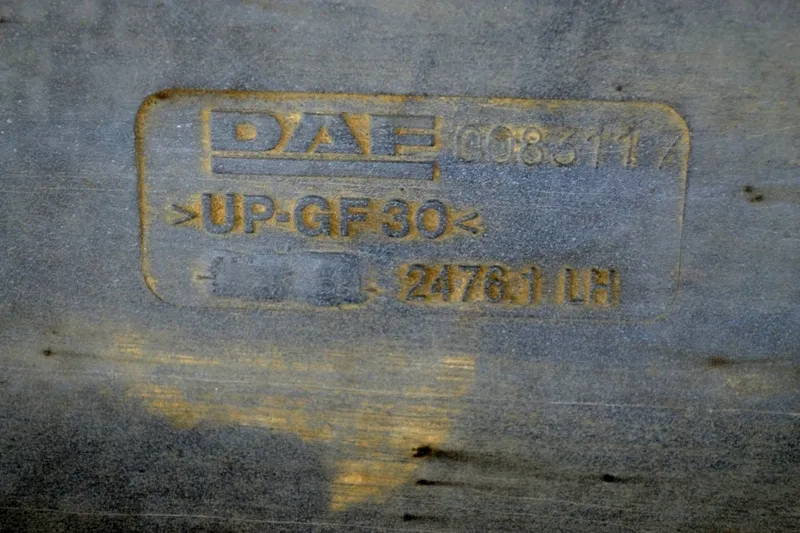 DAF 0083117
>UP-GF30<
2476.1 LH